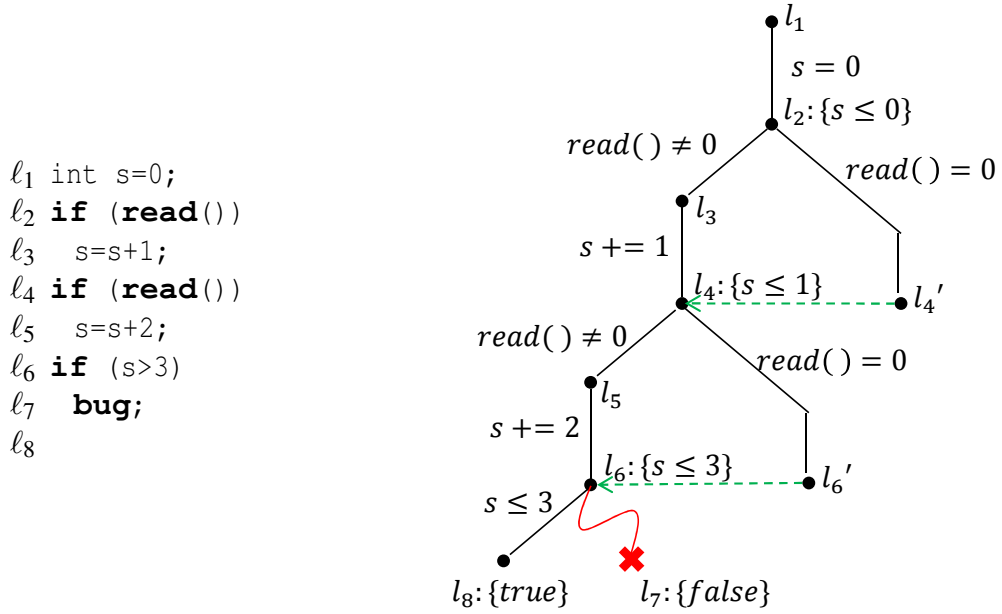 ℓ₁ int s=0;
ℓ₂ if (read())
ℓ₃ s=s+1;
ℓ₄ if (read())
ℓ₅ s=s+2;
ℓ₆ if (s>3)
ℓ₇ bug;
ℓ₈
l₁
s = 0
l₂: {s ≤ 0}
read( ) ≠ 0
read( ) = 0
l₃
s += 1
l₄: {s ≤ 1}
l₄′
read( ) ≠ 0
read( ) = 0
l₅
s += 2
l₆: {s ≤ 3}
l₆′
s ≤ 3
l₈: {true}
l₇: {false}